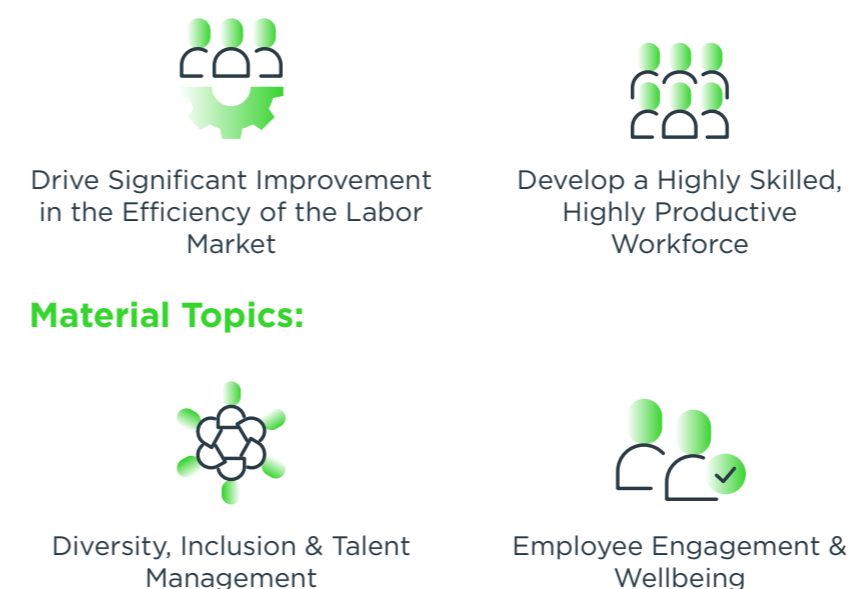 Drive Significant Improvement
in the Efficiency of the Labor
Market
Develop a Highly Skilled,
Highly Productive
Workforce
Material Topics:
Diversity, Inclusion & Talent
Management
Employee Engagement &
Wellbeing